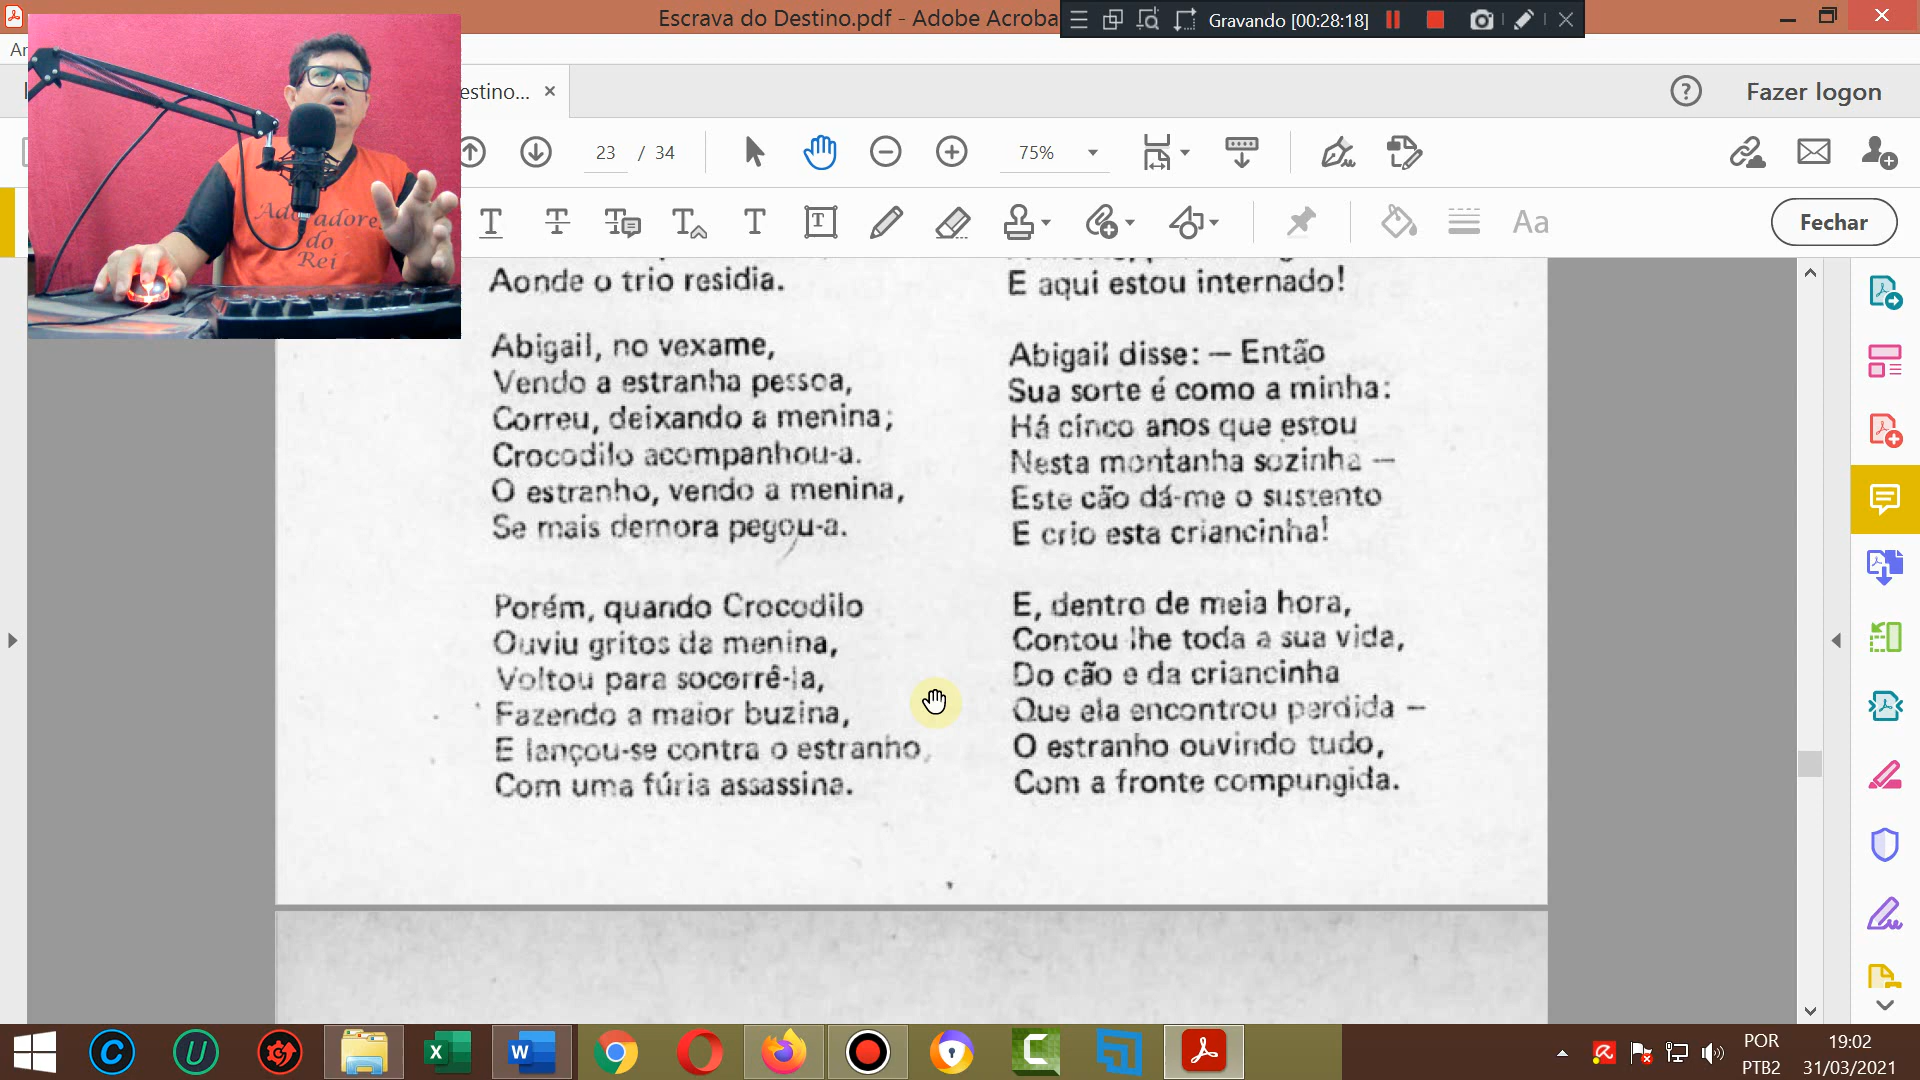 Escrava do Destino.pdf - Adobe Acroba
Gravando [00:28:18]
estino...
Fazer logon
23 / 34
75%
Fechar
Adoradores
do
Rei
Aonde o trio residia.
Abigail, no vexame,
Vendo a estranha pessoa,
Correu, deixando a menina;
Crocodilo acompanhou-a.
O estranho, vendo a menina,
Se mais demora pegou-a.
Porém, quando Crocodilo
Ouviu gritos da menina,
Voltou para socorrê-la,
Fazendo a maior buzina,
E lançou-se contra o estranho,
Com uma fúria assassina.
E aqui estou internado!
Abigail disse: — Então
Sua sorte é como a minha:
Há cinco anos que estou
Nesta montanha sozinha —
Este cão dá-me o sustento
E crio esta criancinha!
E, dentro de meia hora,
Contou lhe toda a sua vida,
Do cão e da criancinha
Que ela encontrou perdida —
O estranho ouvindo tudo,
Com a fronte compungida.
POR
PTB2
19:02
31/03/2021